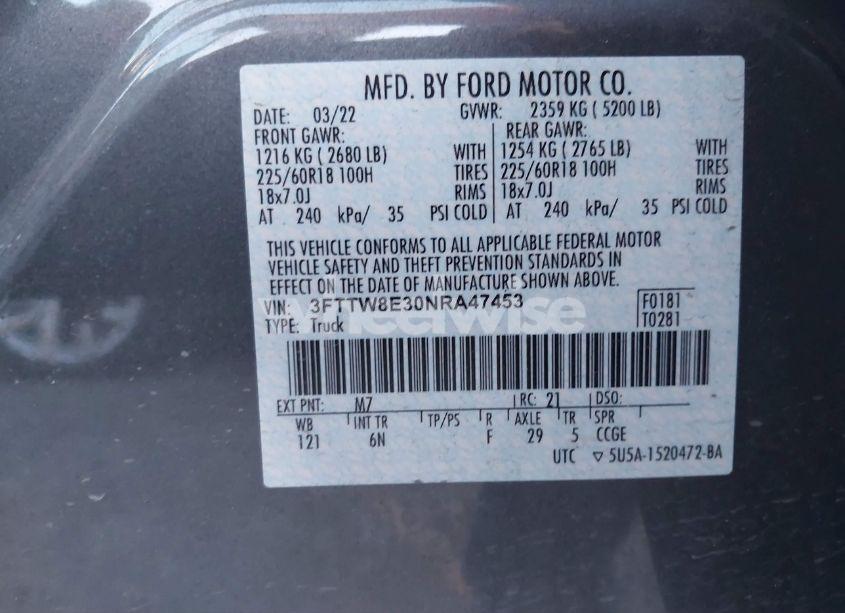 MFD. BY FORD MOTOR CO.
DATE: 03/22 GVWR: 2359 KG ( 5200 LB)
FRONT GAWR: REAR GAWR:
1216 KG ( 2680 LB) WITH 1254 KG ( 2765 LB) WITH
225/60R18 100H TIRES 225/60R18 100H TIRES
18x7.0J RIMS 18x7.0J RIMS
AT 240 kPa/ 35 PSI COLD AT 240 kPa/ 35 PSI COLD
THIS VEHICLE CONFORMS TO ALL APPLICABLE FEDERAL MOTOR
VEHICLE SAFETY AND THEFT PREVENTION STANDARDS IN
EFFECT ON THE DATE OF MANUFACTURE SHOWN ABOVE.
VIN: 3FTTW8E30NRA47453 F0181
TYPE: Truck T0281
wheelwise
EXT PNT: M7 RC: 21 DSO:
WB INT TR TP/PS R AXLE TR SPR
121 6N F 29 5 CCGE
UTC ▽ 5U5A-1520472-BA